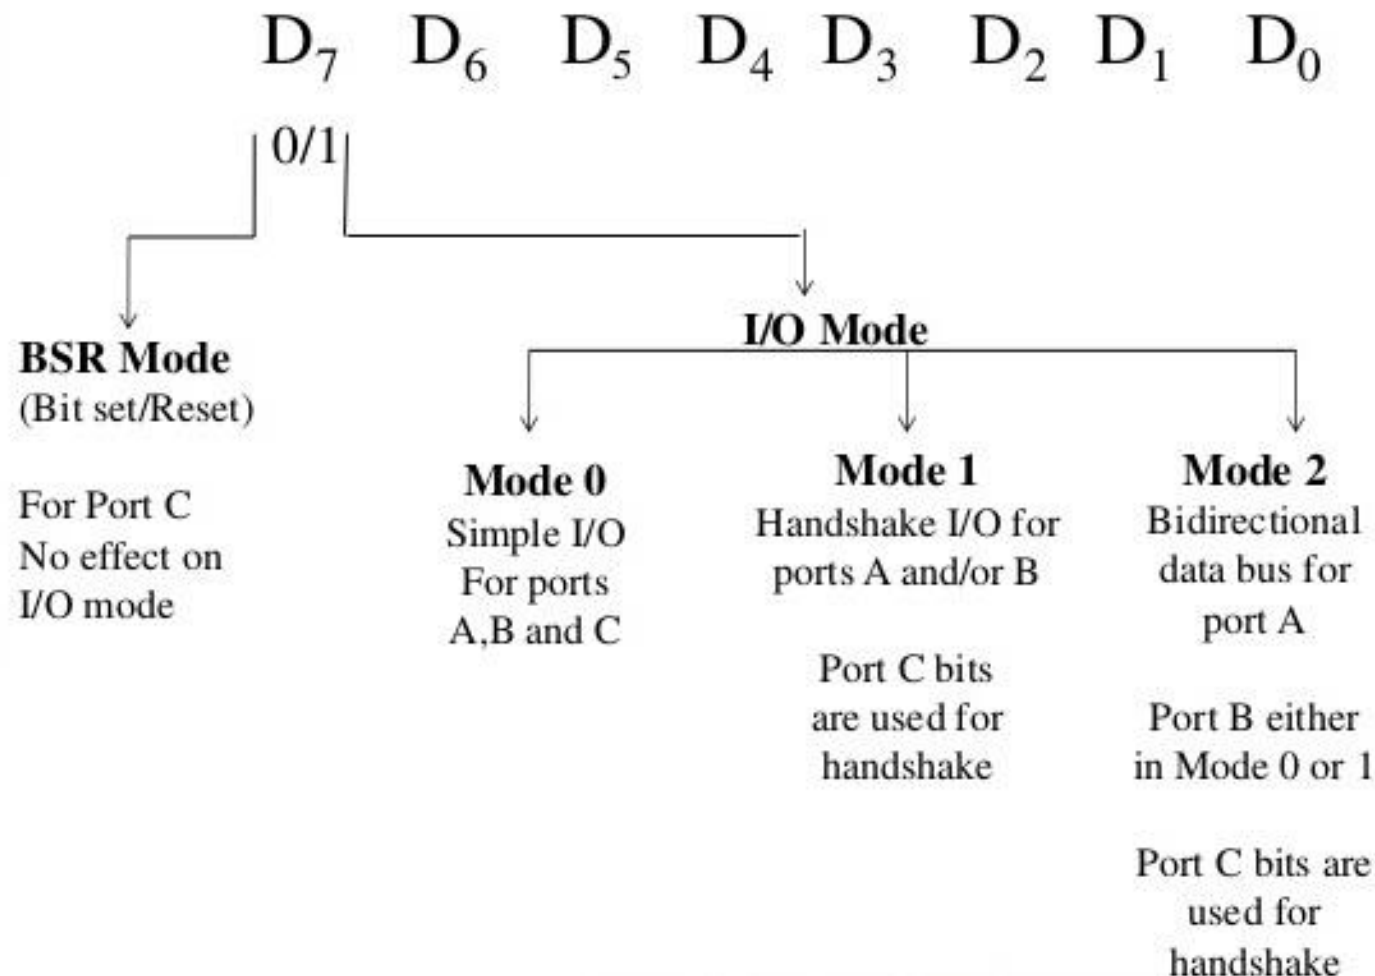 D₇ D₆ D₅ D₄ D₃ D₂ D₁ D₀
0/1
BSR Mode
(Bit set/Reset)
For Port C
No effect on
I/O mode
I/O Mode
Mode 0
Simple I/O
For ports
A,B and C
Mode 1
Handshake I/O for
ports A and/or B
Port C bits
are used for
handshake
Mode 2
Bidirectional
data bus for
port A
Port B either
in Mode 0 or 1
Port C bits are
used for
handshake